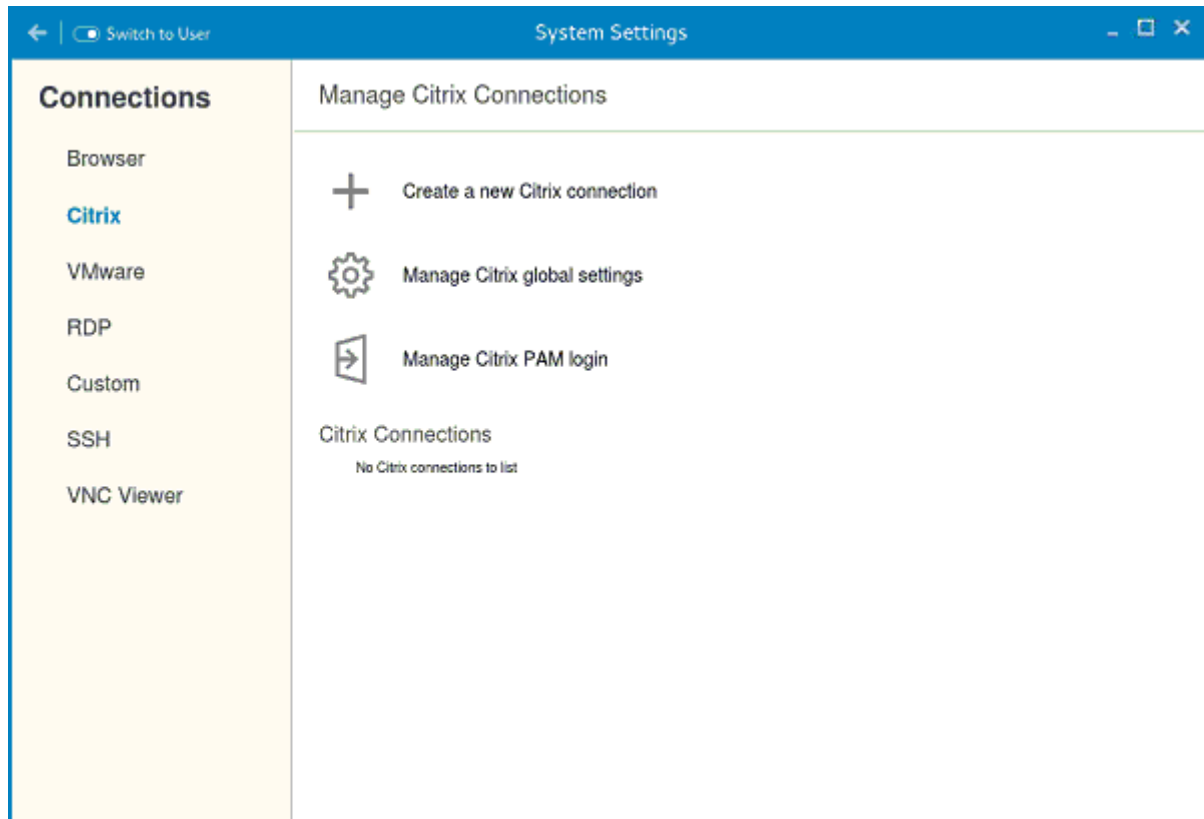 Switch to User
System Settings
Connections
Browser
Citrix
VMware
RDP
Custom
SSH
VNC Viewer
Manage Citrix Connections
Create a new Citrix connection
Manage Citrix global settings
Manage Citrix PAM login
Citrix Connections
No Citrix connections to list